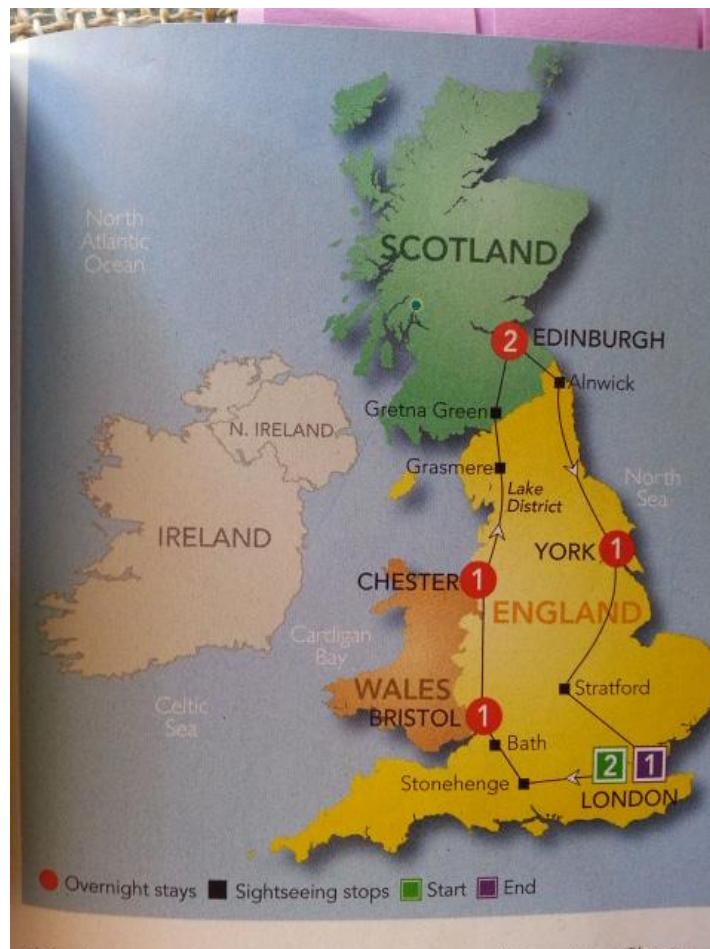 North
Atlantic
Ocean
SCOTLAND
2 EDINBURGH
Alnwick
Gretna Green
N. IRELAND
Grasmere
Lake
District
North
Sea
IRELAND
YORK 1
CHESTER 1
ENGLAND
Cardigan
Bay
WALES
Stratford
Celtic
Sea
BRISTOL 1
Bath
2 1
Stonehenge
LONDON
Overnight stays Sightseeing stops Start End